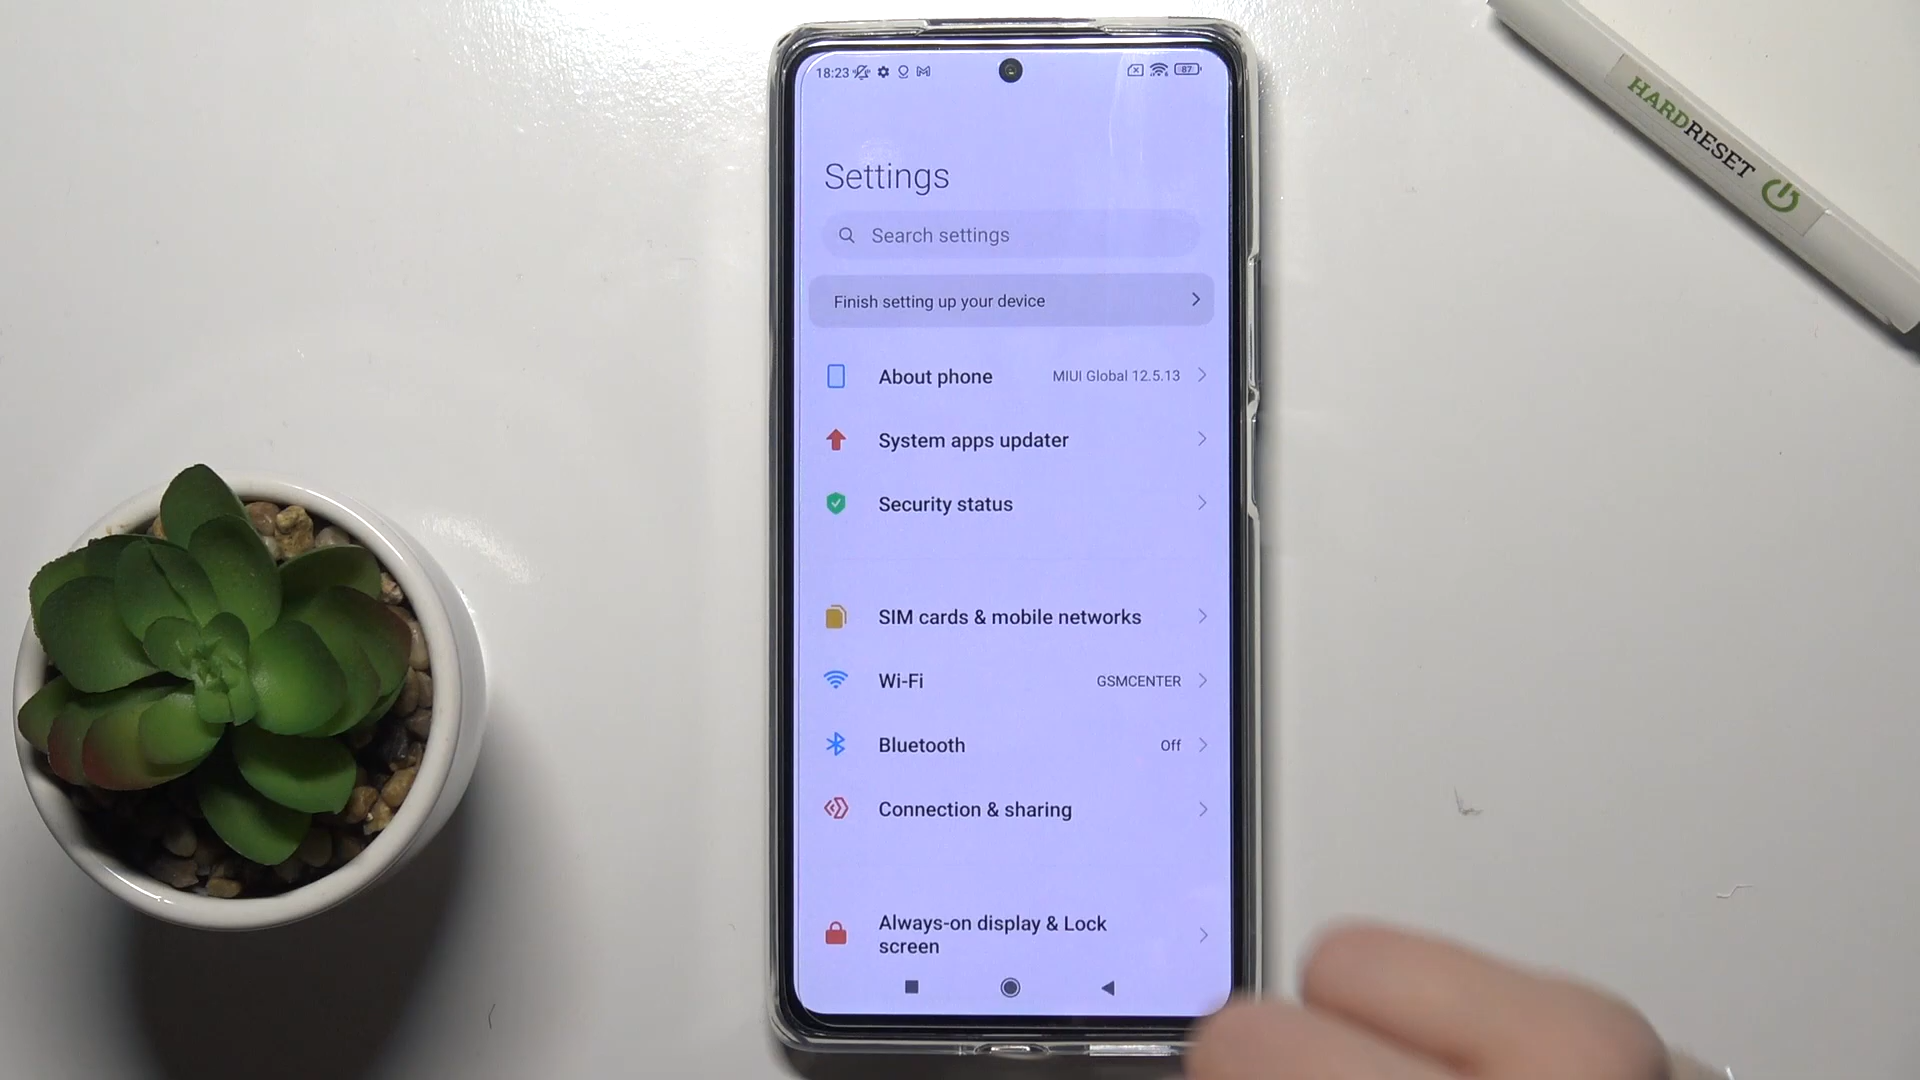 18:23
87
Settings
Search settings
Finish setting up your device
About phone MIUI Global 12.5.13
System apps updater
Security status
SIM cards & mobile networks
Wi-Fi GSMCENTER
Bluetooth Off
Connection & sharing
Always-on display & Lock
screen
HARDRESET